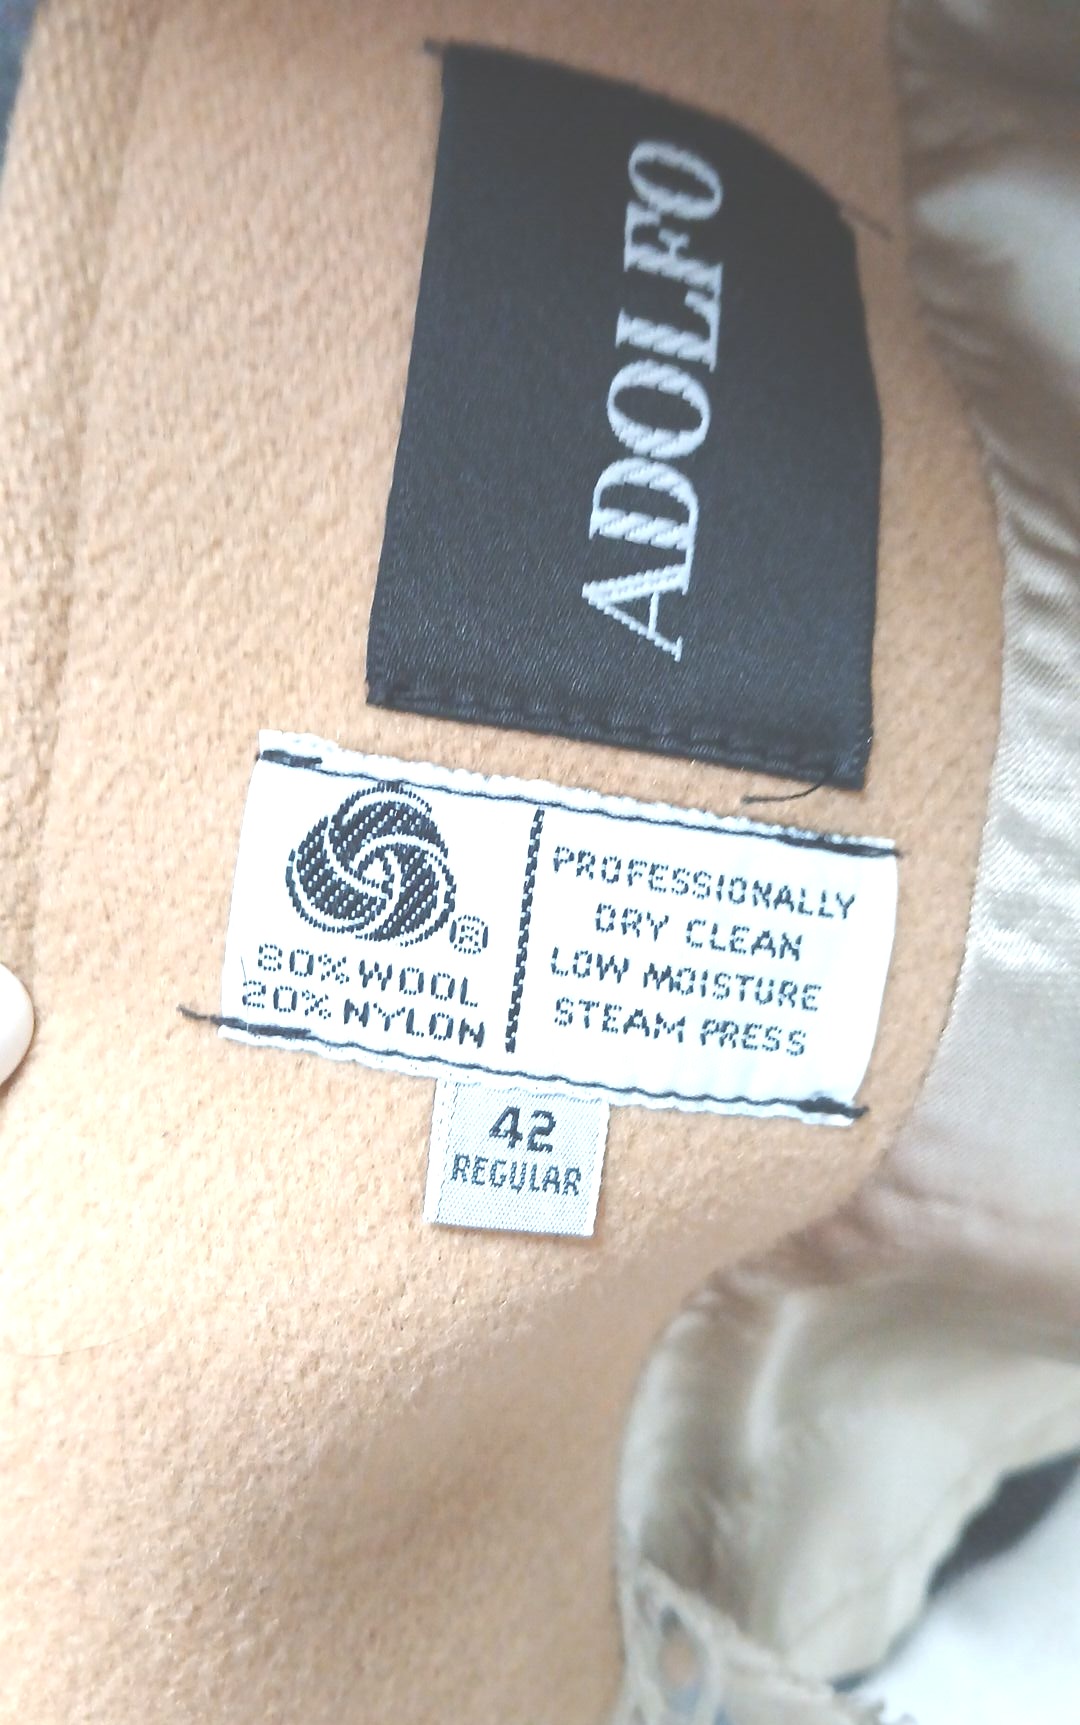 ADOLFO
®
80% WOOL
20% NYLON
PROFESSIONALLY
DRY CLEAN
LOW MOISTURE
STEAM PRESS
42
REGULAR